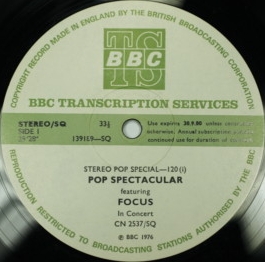 COPYRIGHT RECORD MADE IN ENGLAND BY THE BRITISH BROADCASTING CORPORATION
TS
BBC
BBC TRANSCRIPTION SERVICES
STEREO/SQ
33⅓
Use expires 30.9.80 unless
SIDE 1
otherwise. Annual subscription
139189—SQ
continued use for duration of
STEREO POP SPECIAL—120 (i)
POP SPECTACULAR
featuring
FOCUS
In Concert
CN 2537/SQ
℗ BBC 1976
RESTRICTED TO BROADCASTING STATIONS AUTHORISED BY THE BBC